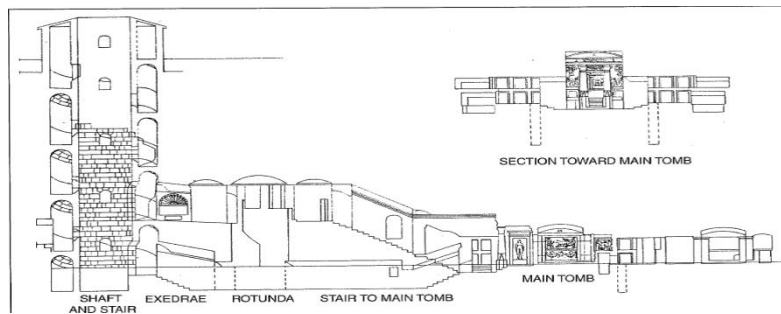 SECTION TOWARD MAIN TOMB
MAIN TOMB
SHAFT
AND STAIR
EXEDRAE
ROTUNDA
STAIR TO MAIN TOMB